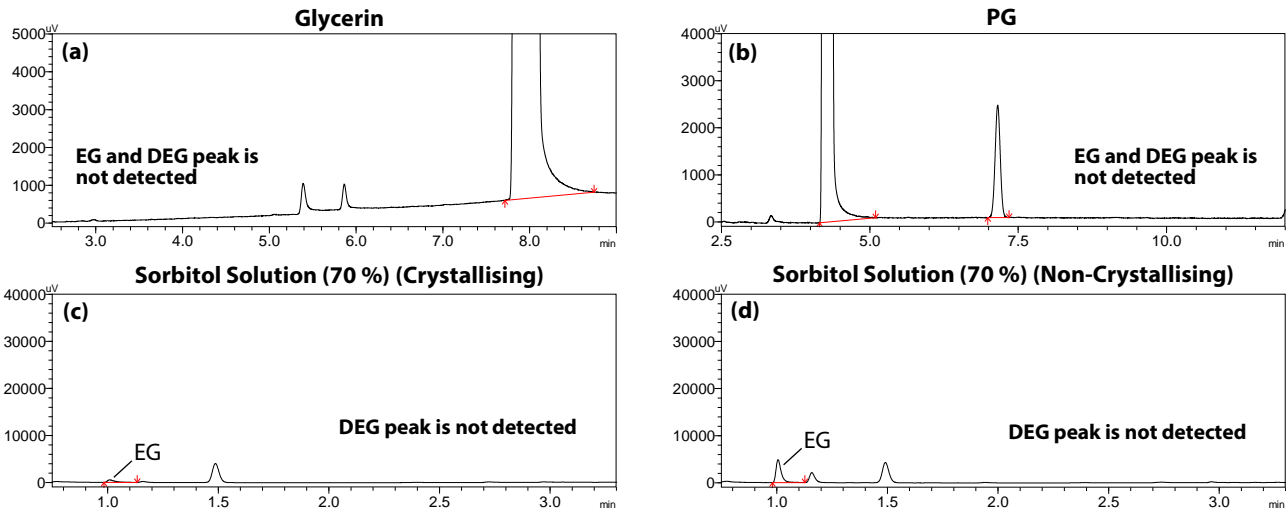 Glycerin
uV
5000
(a)
4000
3000
2000
EG and DEG peak is
not detected
1000
0
3.0 4.0 5.0 6.0 7.0 8.0 min
PG
uV
4000
(b)
3000
2000
EG and DEG peak is
not detected
1000
0
2.5 5.0 7.5 10.0 min
Sorbitol Solution (70 %) (Crystallising)
uV
40000
(c)
30000
20000
DEG peak is not detected
10000
EG
0
1.0 1.5 2.0 2.5 3.0 min
Sorbitol Solution (70 %) (Non-Crystallising)
uV
40000
(d)
30000
20000
DEG peak is not detected
10000
EG
0
1.0 1.5 2.0 2.5 3.0 min